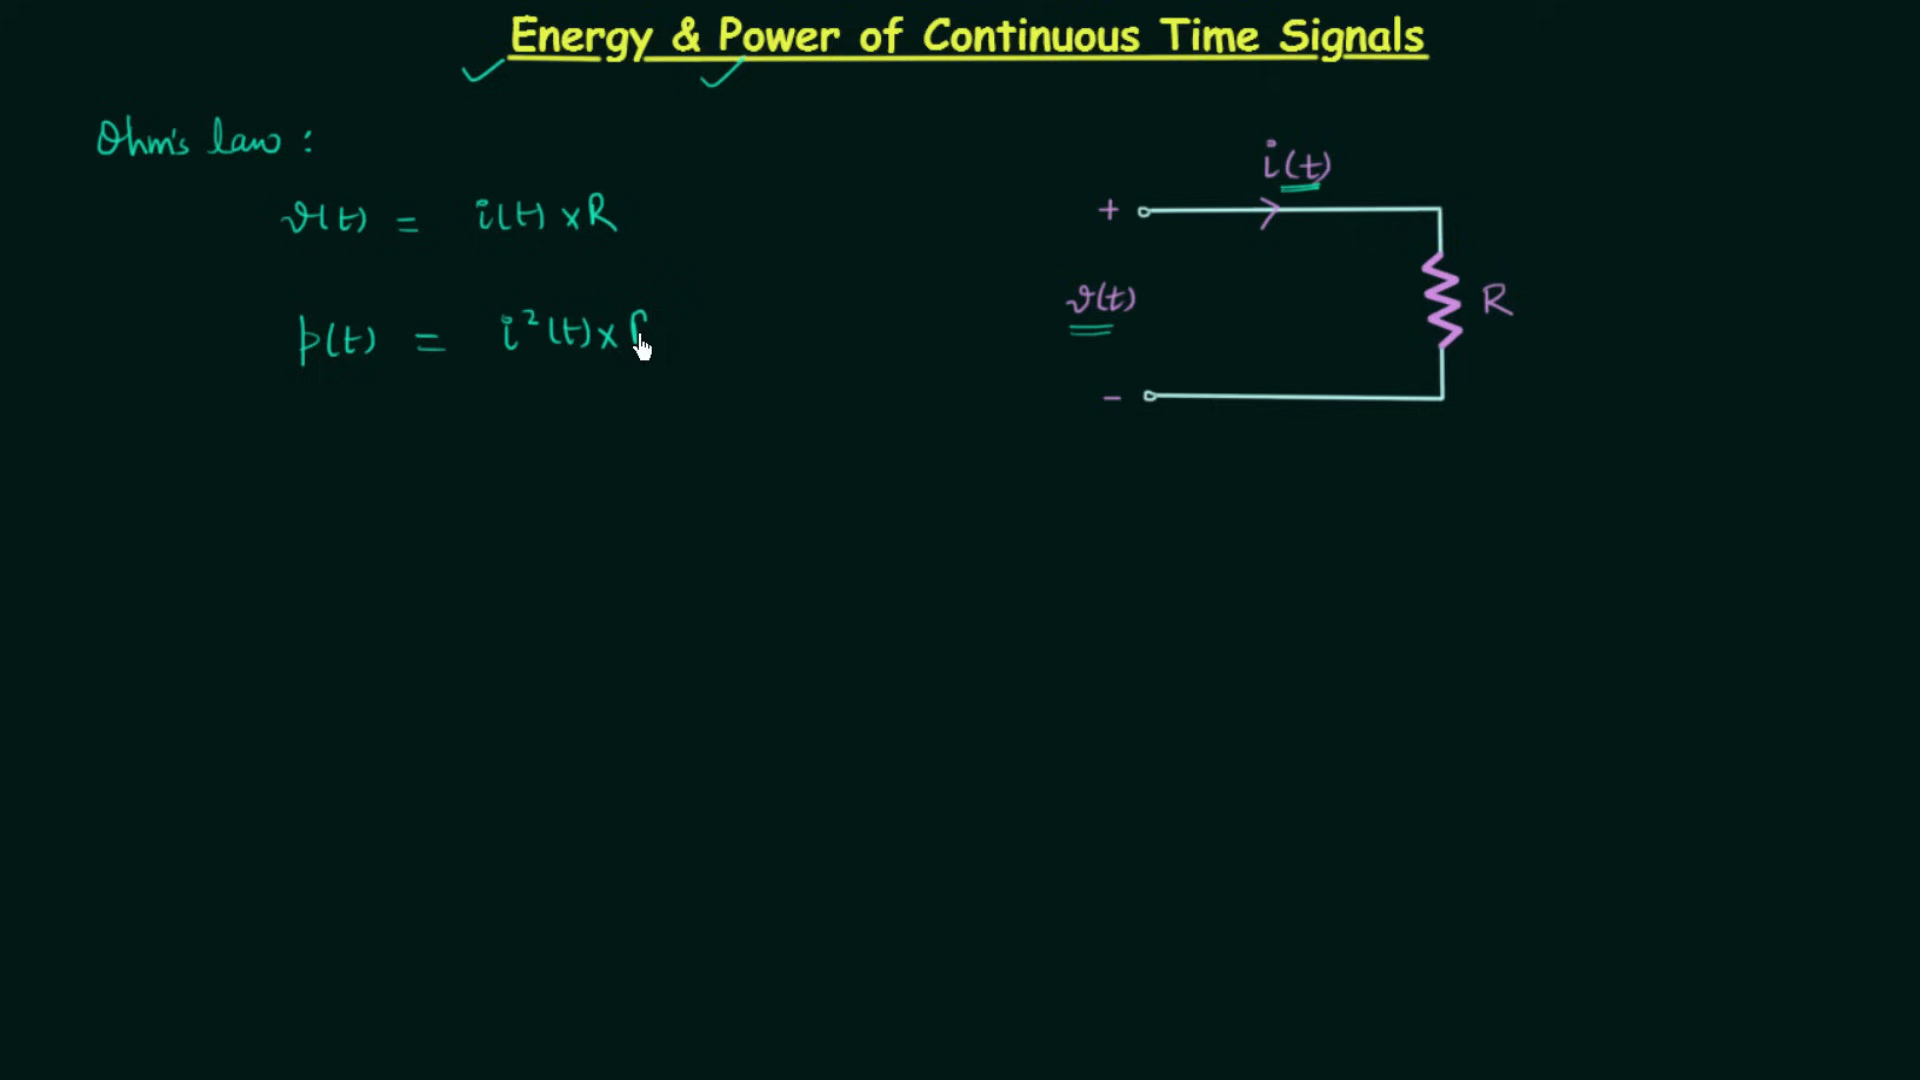 Energy & Power of Continuous Time Signals
Ohm's law :
v(t) = i(t) × R
p(t) = i²(t) ×
i(t)
+
v(t)
R
-